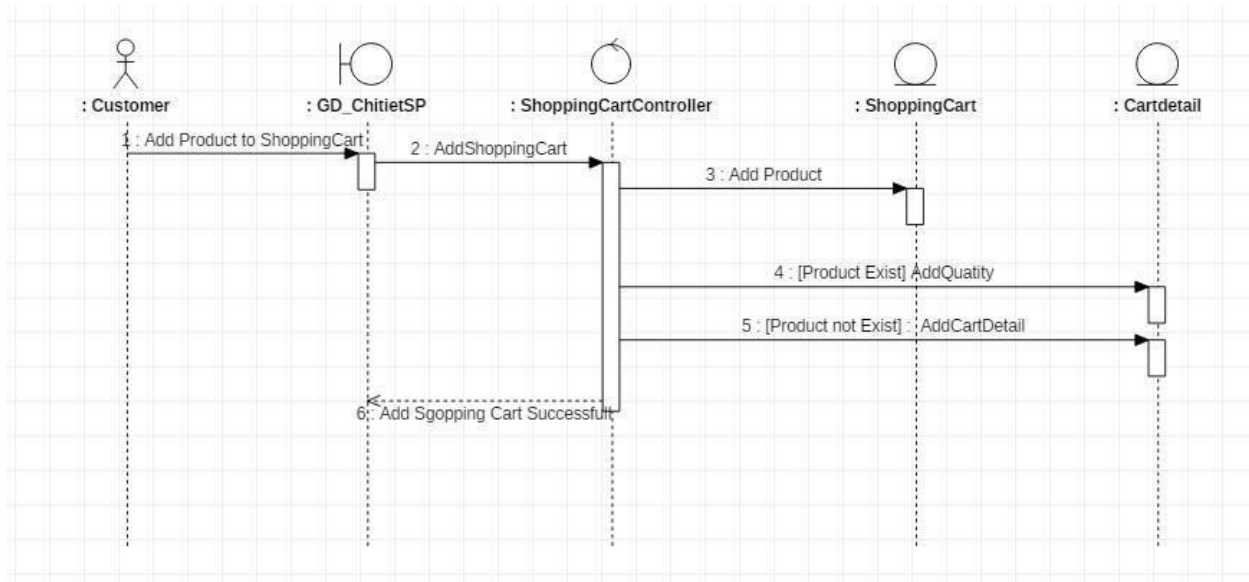 : Customer
: GD_ChitietSP
: ShoppingCartController
: ShoppingCart
: Cartdetail
1 : Add Product to ShoppingCart
2 : AddShoppingCart
3 : Add Product
4 : [Product Exist] AddQuatity
5 : [Product not Exist] : AddCartDetail
6 : Add Sgopping Cart Successfull